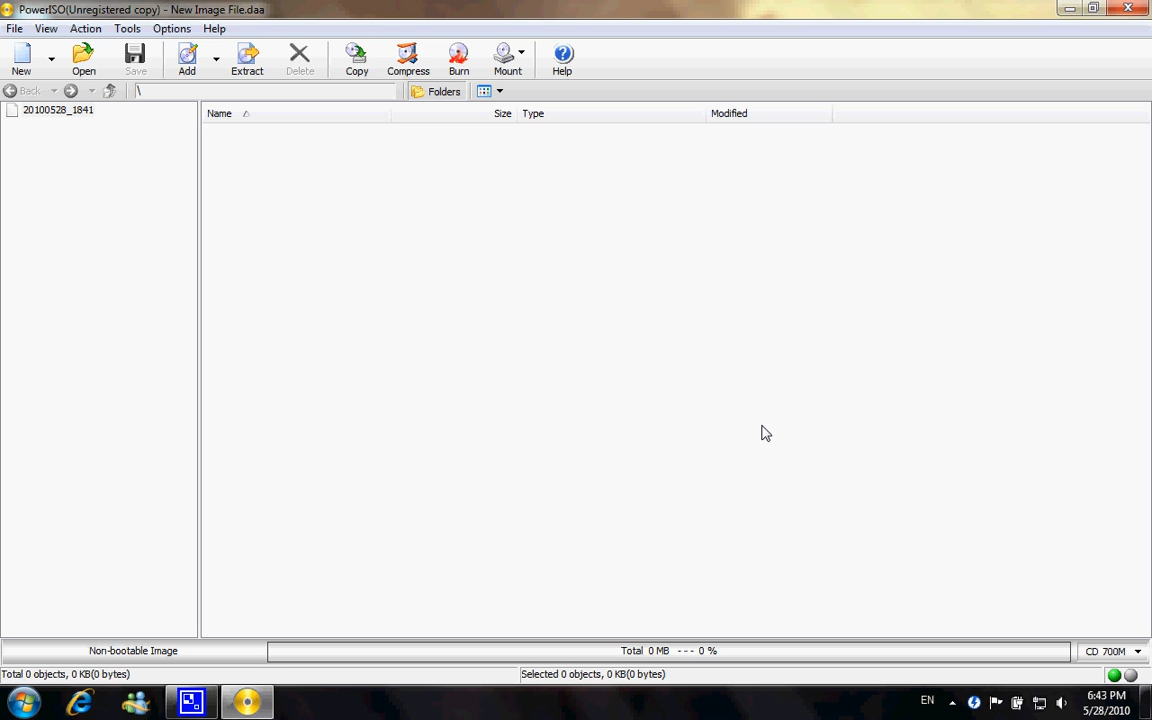 PowerISO(Unregistered copy) - New Image File.daa
File View Action Tools Options Help
New Open Save Add Extract Delete Copy Compress Burn Mount Help
Back \ Folders
20100528_1841
Name Size Type Modified
Non-bootable Image Total 0 MB --- 0 % CD 700M
Total 0 objects, 0 KB(0 bytes) Selected 0 objects, 0 KB(0 bytes)
EN 6:43 PM
5/28/2010